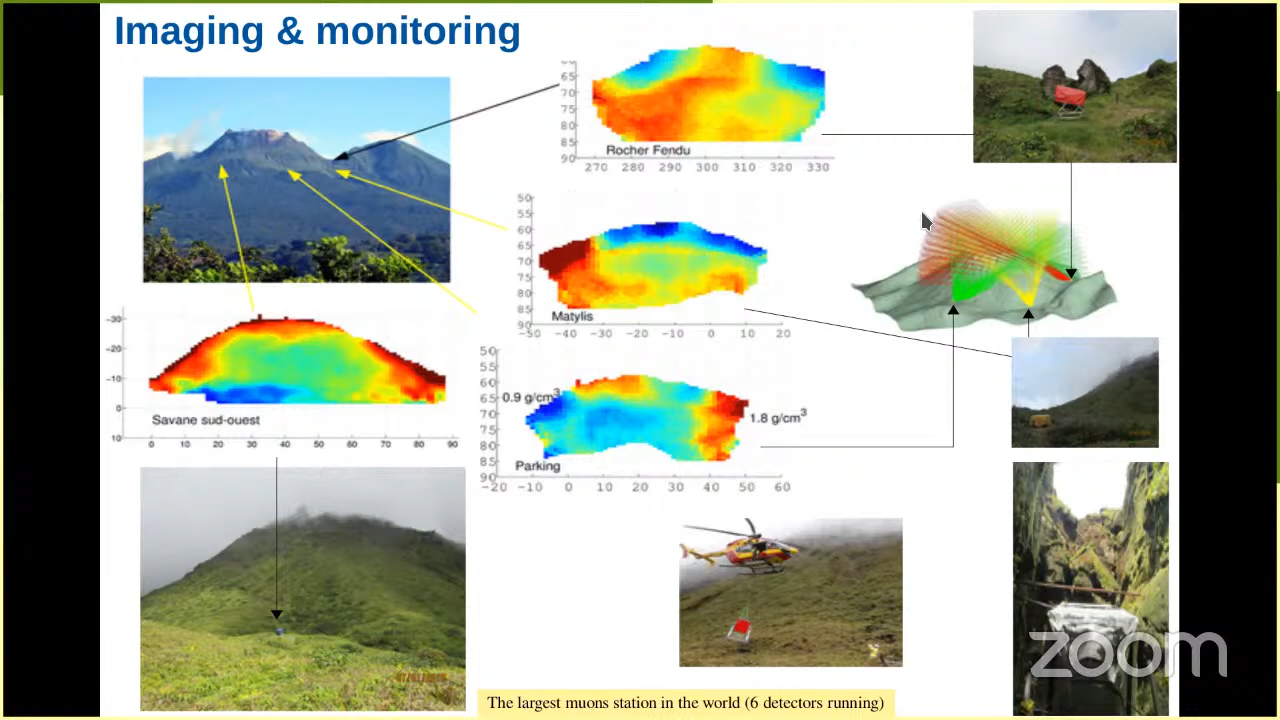 Imaging & monitoring
60
65
70
75
80
85
90
Rocher Fendu
270 280 290 300 310 320 330
50
55
60
65
70
75
80
85
90
Matylis
-50 -40 -30 -20 -10 0 10 20
-30
-20
-10
0
10
Savane sud-ouest
0 10 20 30 40 50 60 70 80 90
50
55
60
65
70
75
80
85
90
0.9 g/cm3
1.8 g/cm3
Parking
-20 -10 0 10 20 30 40 50 60
The largest muons station in the world (6 detectors running)
zoom